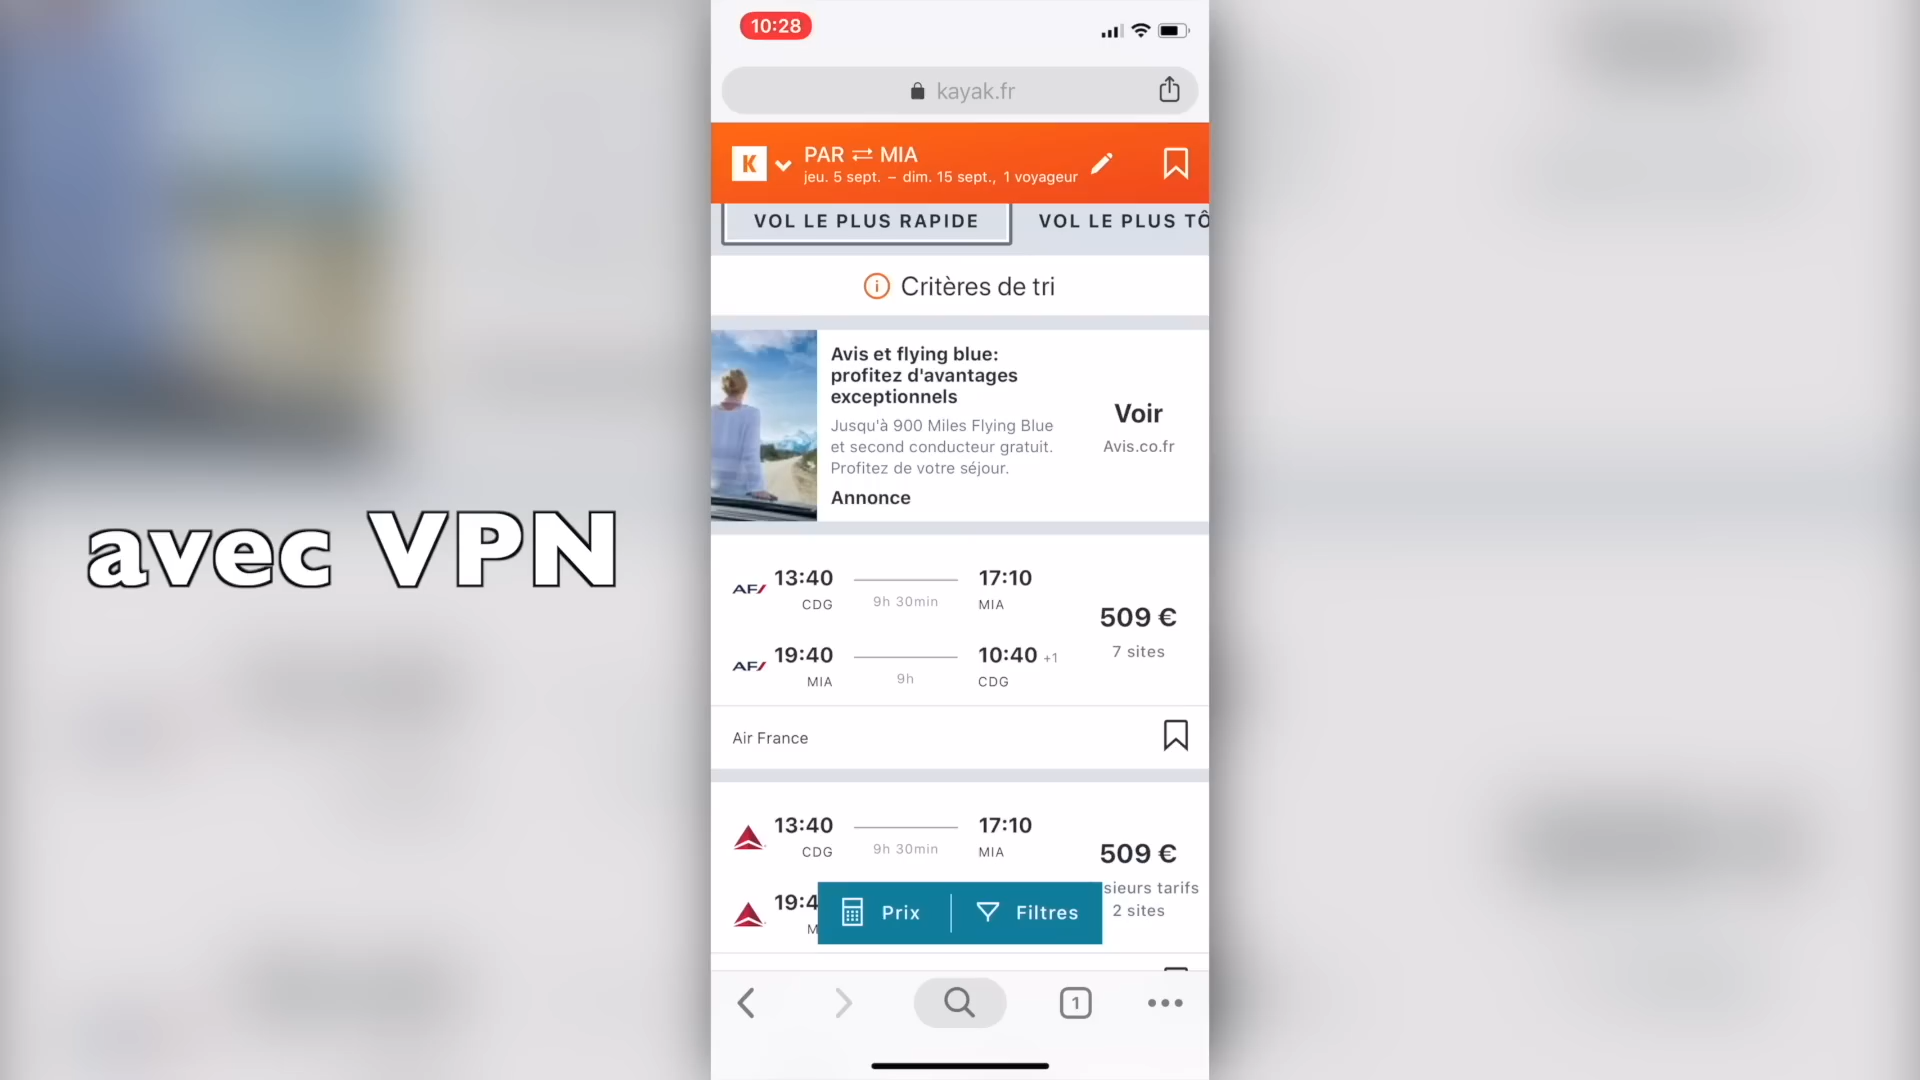 10:28
kayak.fr
K
PAR ⇄ MIA
jeu. 5 sept. – dim. 15 sept., 1 voyageur
VOL LE PLUS RAPIDE
VOL LE PLUS TÔ
Critères de tri
Avis et flying blue:
profitez d'avantages
exceptionnels
Jusqu'à 900 Miles Flying Blue
et second conducteur gratuit.
Profitez de votre séjour.
Annonce
Voir
Avis.co.fr
avec VPN
AF 13:40 17:10
CDG 9h 30min MIA
509 €
7 sites
AF 19:40 10:40 +1
MIA 9h CDG
Air France
13:40 17:10
CDG 9h 30min MIA
509 €
sieurs tarifs
2 sites
19:4
M
Prix
Filtres
1